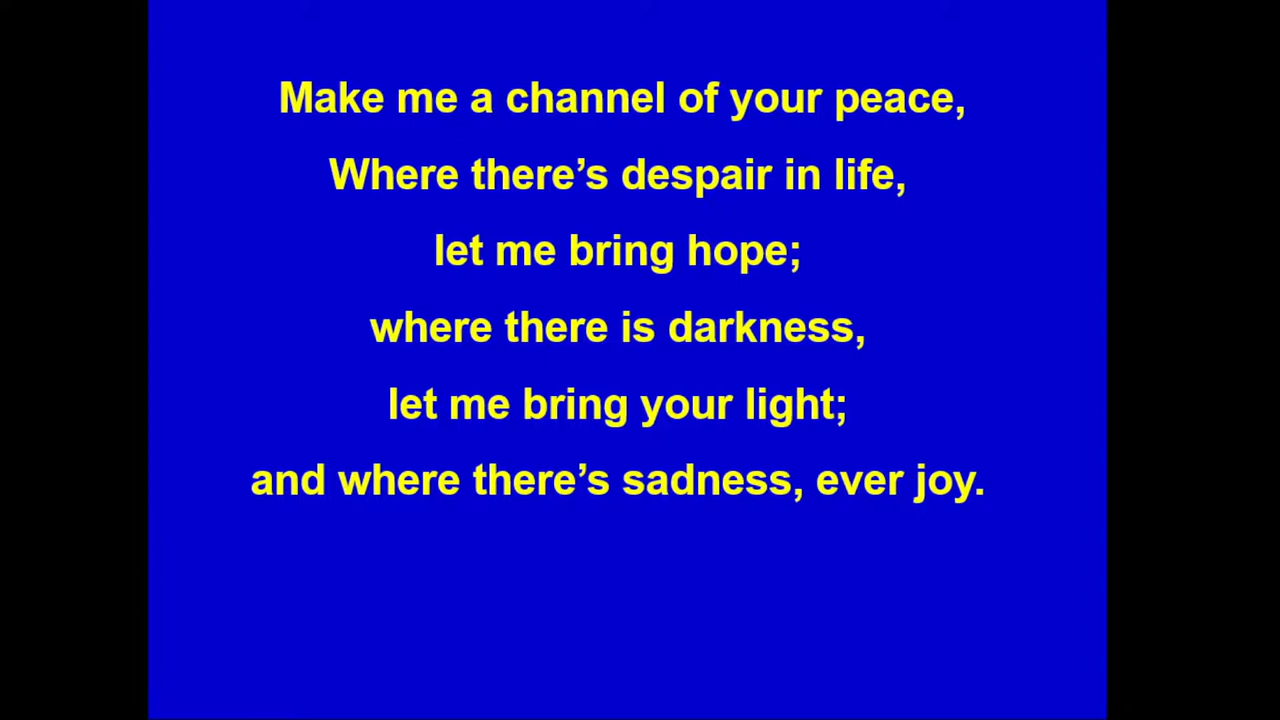 Make me a channel of your peace,
Where there’s despair in life,
let me bring hope;
where there is darkness,
let me bring your light;
and where there’s sadness, ever joy.